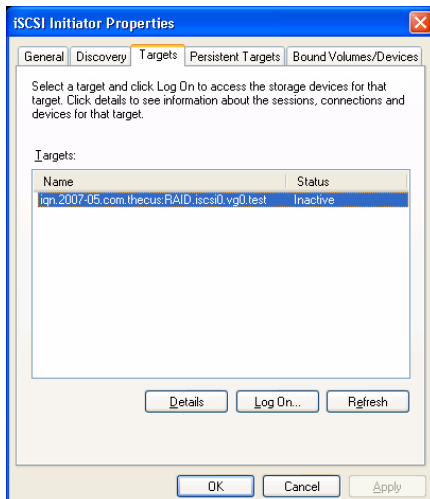 iSCSI Initiator Properties
General Discovery Targets Persistent Targets Bound Volumes/Devices
Select a target and click Log On to access the storage devices for that
target. Click details to see information about the sessions, connections and
devices for that target.
Targets:
Name Status
iqn.2007-05.com.thecus:RAID.iscsi0.vg0.test Inactive
Details Log On... Refresh
OK Cancel Apply